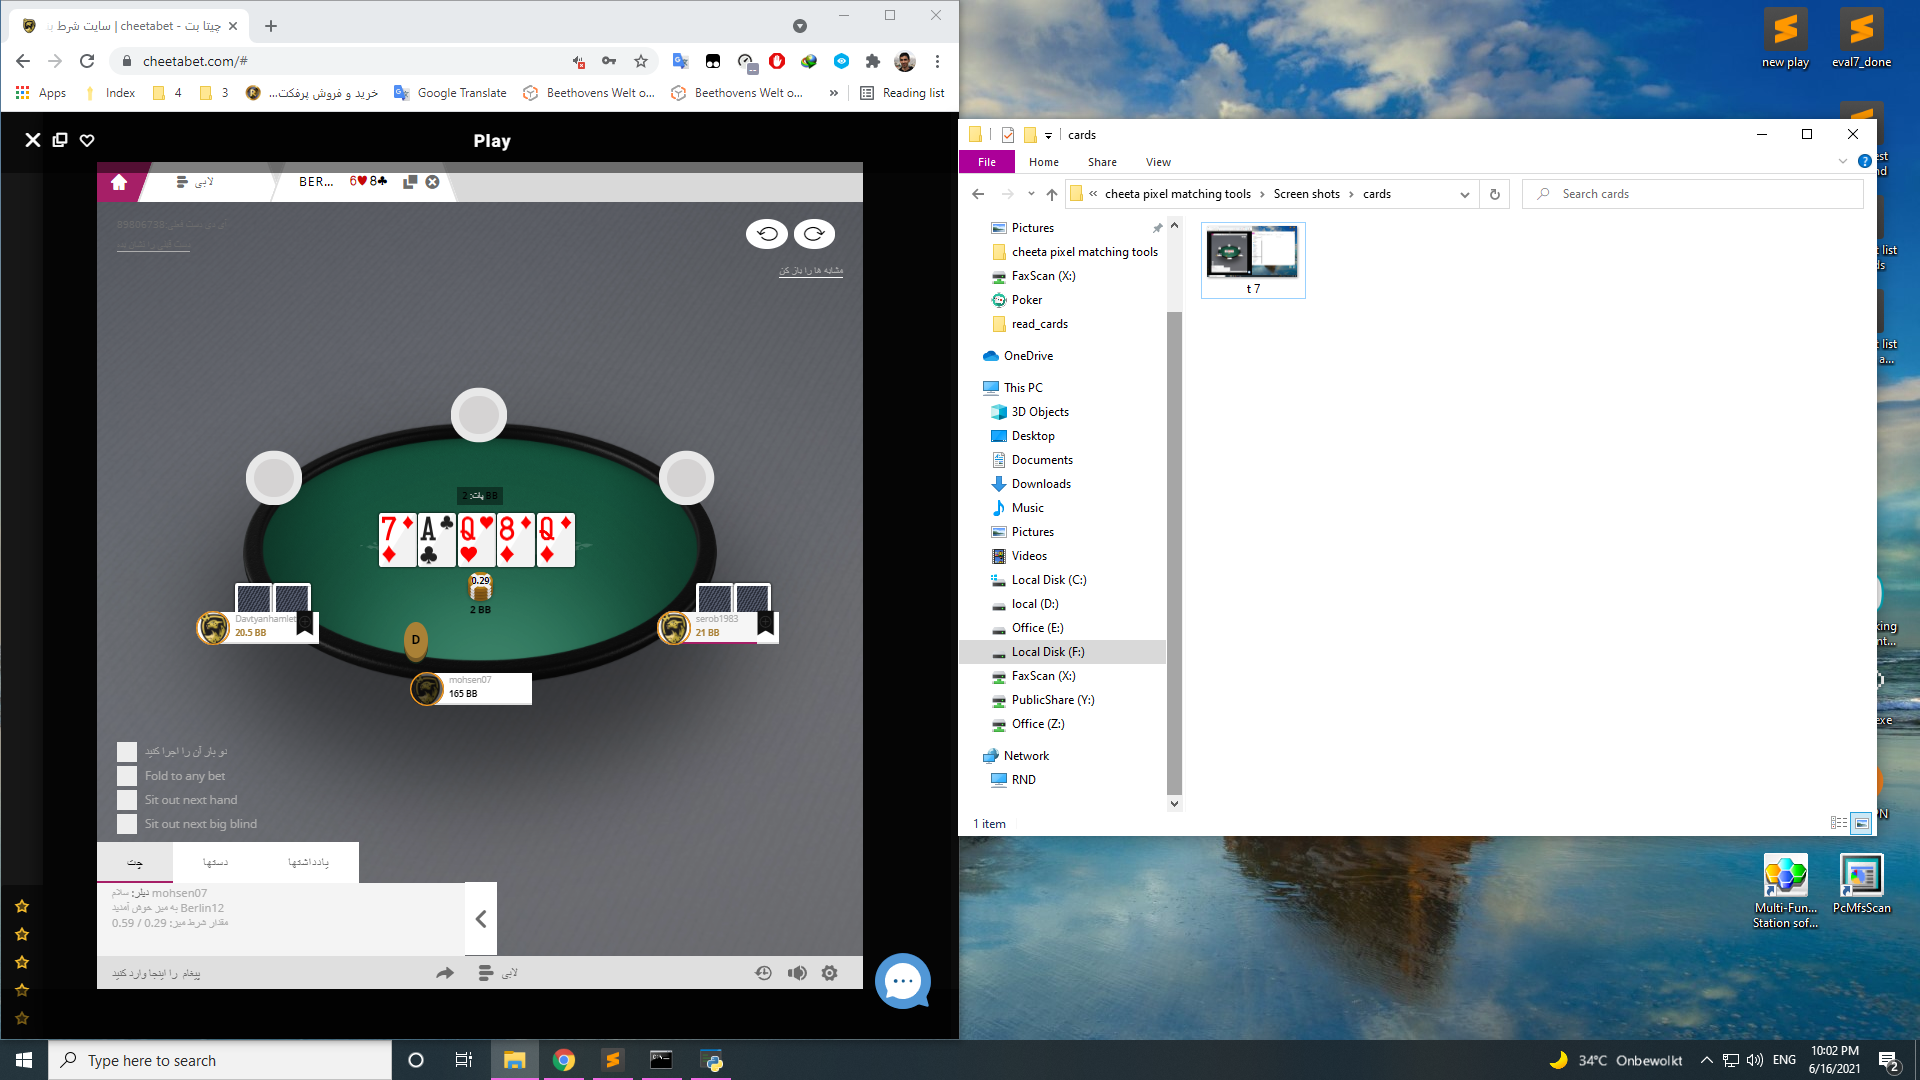 چیتا بت - cheetabet | سایت شرط ب
cheetabet.com/#
Apps
Index
4
3
خرید و فروش پرفکت...
Google Translate
Beethovens Welt o...
Beethovens Welt o...
»
Reading list
Play
لابی
BER... 6♥8♣
مشابه ها را باز کن
پات: 2 BB
7 A Q 8 Q
0.29
2 BB
Davtyanhamlet
20.5 BB
serob1983
21 BB
D
mohsen07
165 BB
دو بار آن را اجرا کنید
Fold to any bet
Sit out next hand
Sit out next big blind
چت
دستها
یادداشتها
دیلر: سلام mohsen07
به میز خوش آمدید Berlin12
مقدار شرط میز: 0.29 / 0.59
پیغام را اینجا وارد کنید
لابی
cards
File
Home
Share
View
« cheeta pixel matching tools > Screen shots > cards
Search cards
Pictures
cheeta pixel matching tools
FaxScan (X:)
Poker
read_cards
OneDrive
This PC
3D Objects
Desktop
Documents
Downloads
Music
Pictures
Videos
Local Disk (C:)
local (D:)
Office (E:)
Local Disk (F:)
FaxScan (X:)
PublicShare (Y:)
Office (Z:)
Network
RND
t 7
1 item
new play
eval7_done
Multi-Fun...
Station sof...
PcMfsScan
Type here to search
34°C Onbewolkt
ENG
10:02 PM
6/16/2021
2